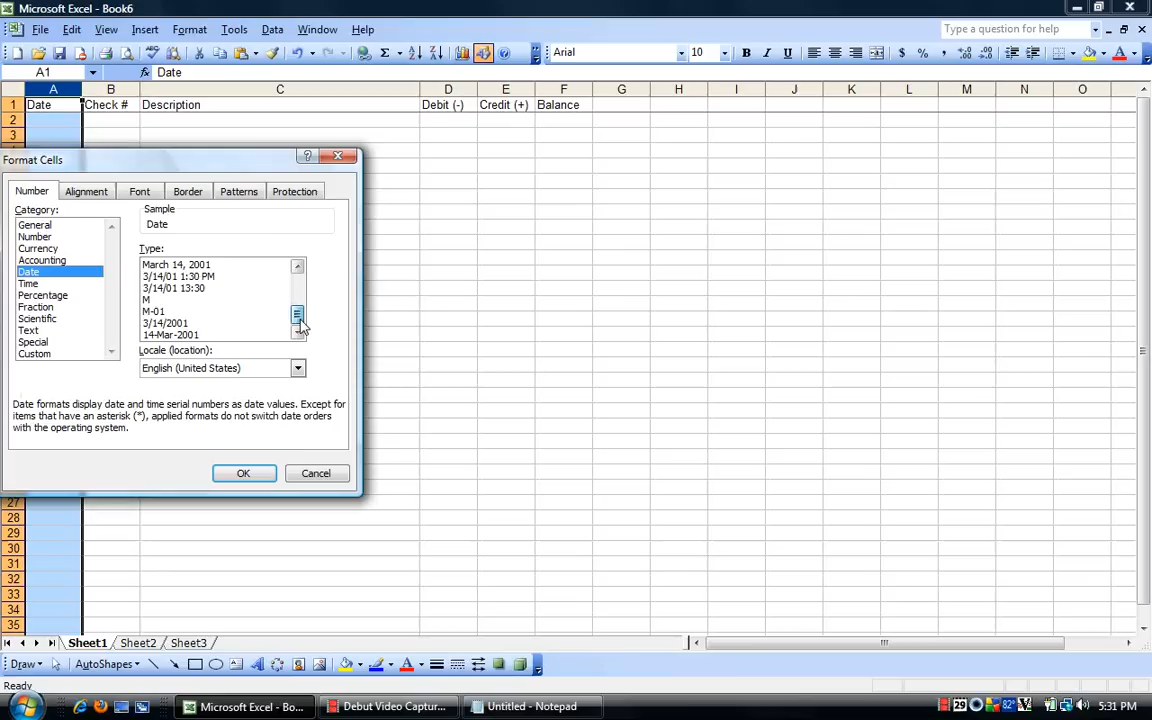 Microsoft Excel - Book6
File Edit View Insert Format Tools Data Window Help
Type a question for help
Arial 10 B I U $ % ,
A1 fx Date
A B C D E F G H I J K L M N O
1 Date Check # Description Debit (-) Credit (+) Balance
2
3
Format Cells
Number Alignment Font Border Patterns Protection
Category:
General
Number
Currency
Accounting
Date
Time
Percentage
Fraction
Scientific
Text
Special
Custom
Sample
Date
Type:
March 14, 2001
3/14/01 1:30 PM
3/14/01 13:30
M
M-01
3/14/2001
14-Mar-2001
Locale (location):
English (United States)
Date formats display date and time serial numbers as date values. Except for
items that have an asterisk (*), applied formats do not switch date orders
with the operating system.
OK Cancel
27
28
29
30
31
32
33
34
35
Sheet1 Sheet2 Sheet3
Draw AutoShapes
Ready
Microsoft Excel - Bo... Debut Video Captur... Untitled - Notepad
29 82° 5:31 PM